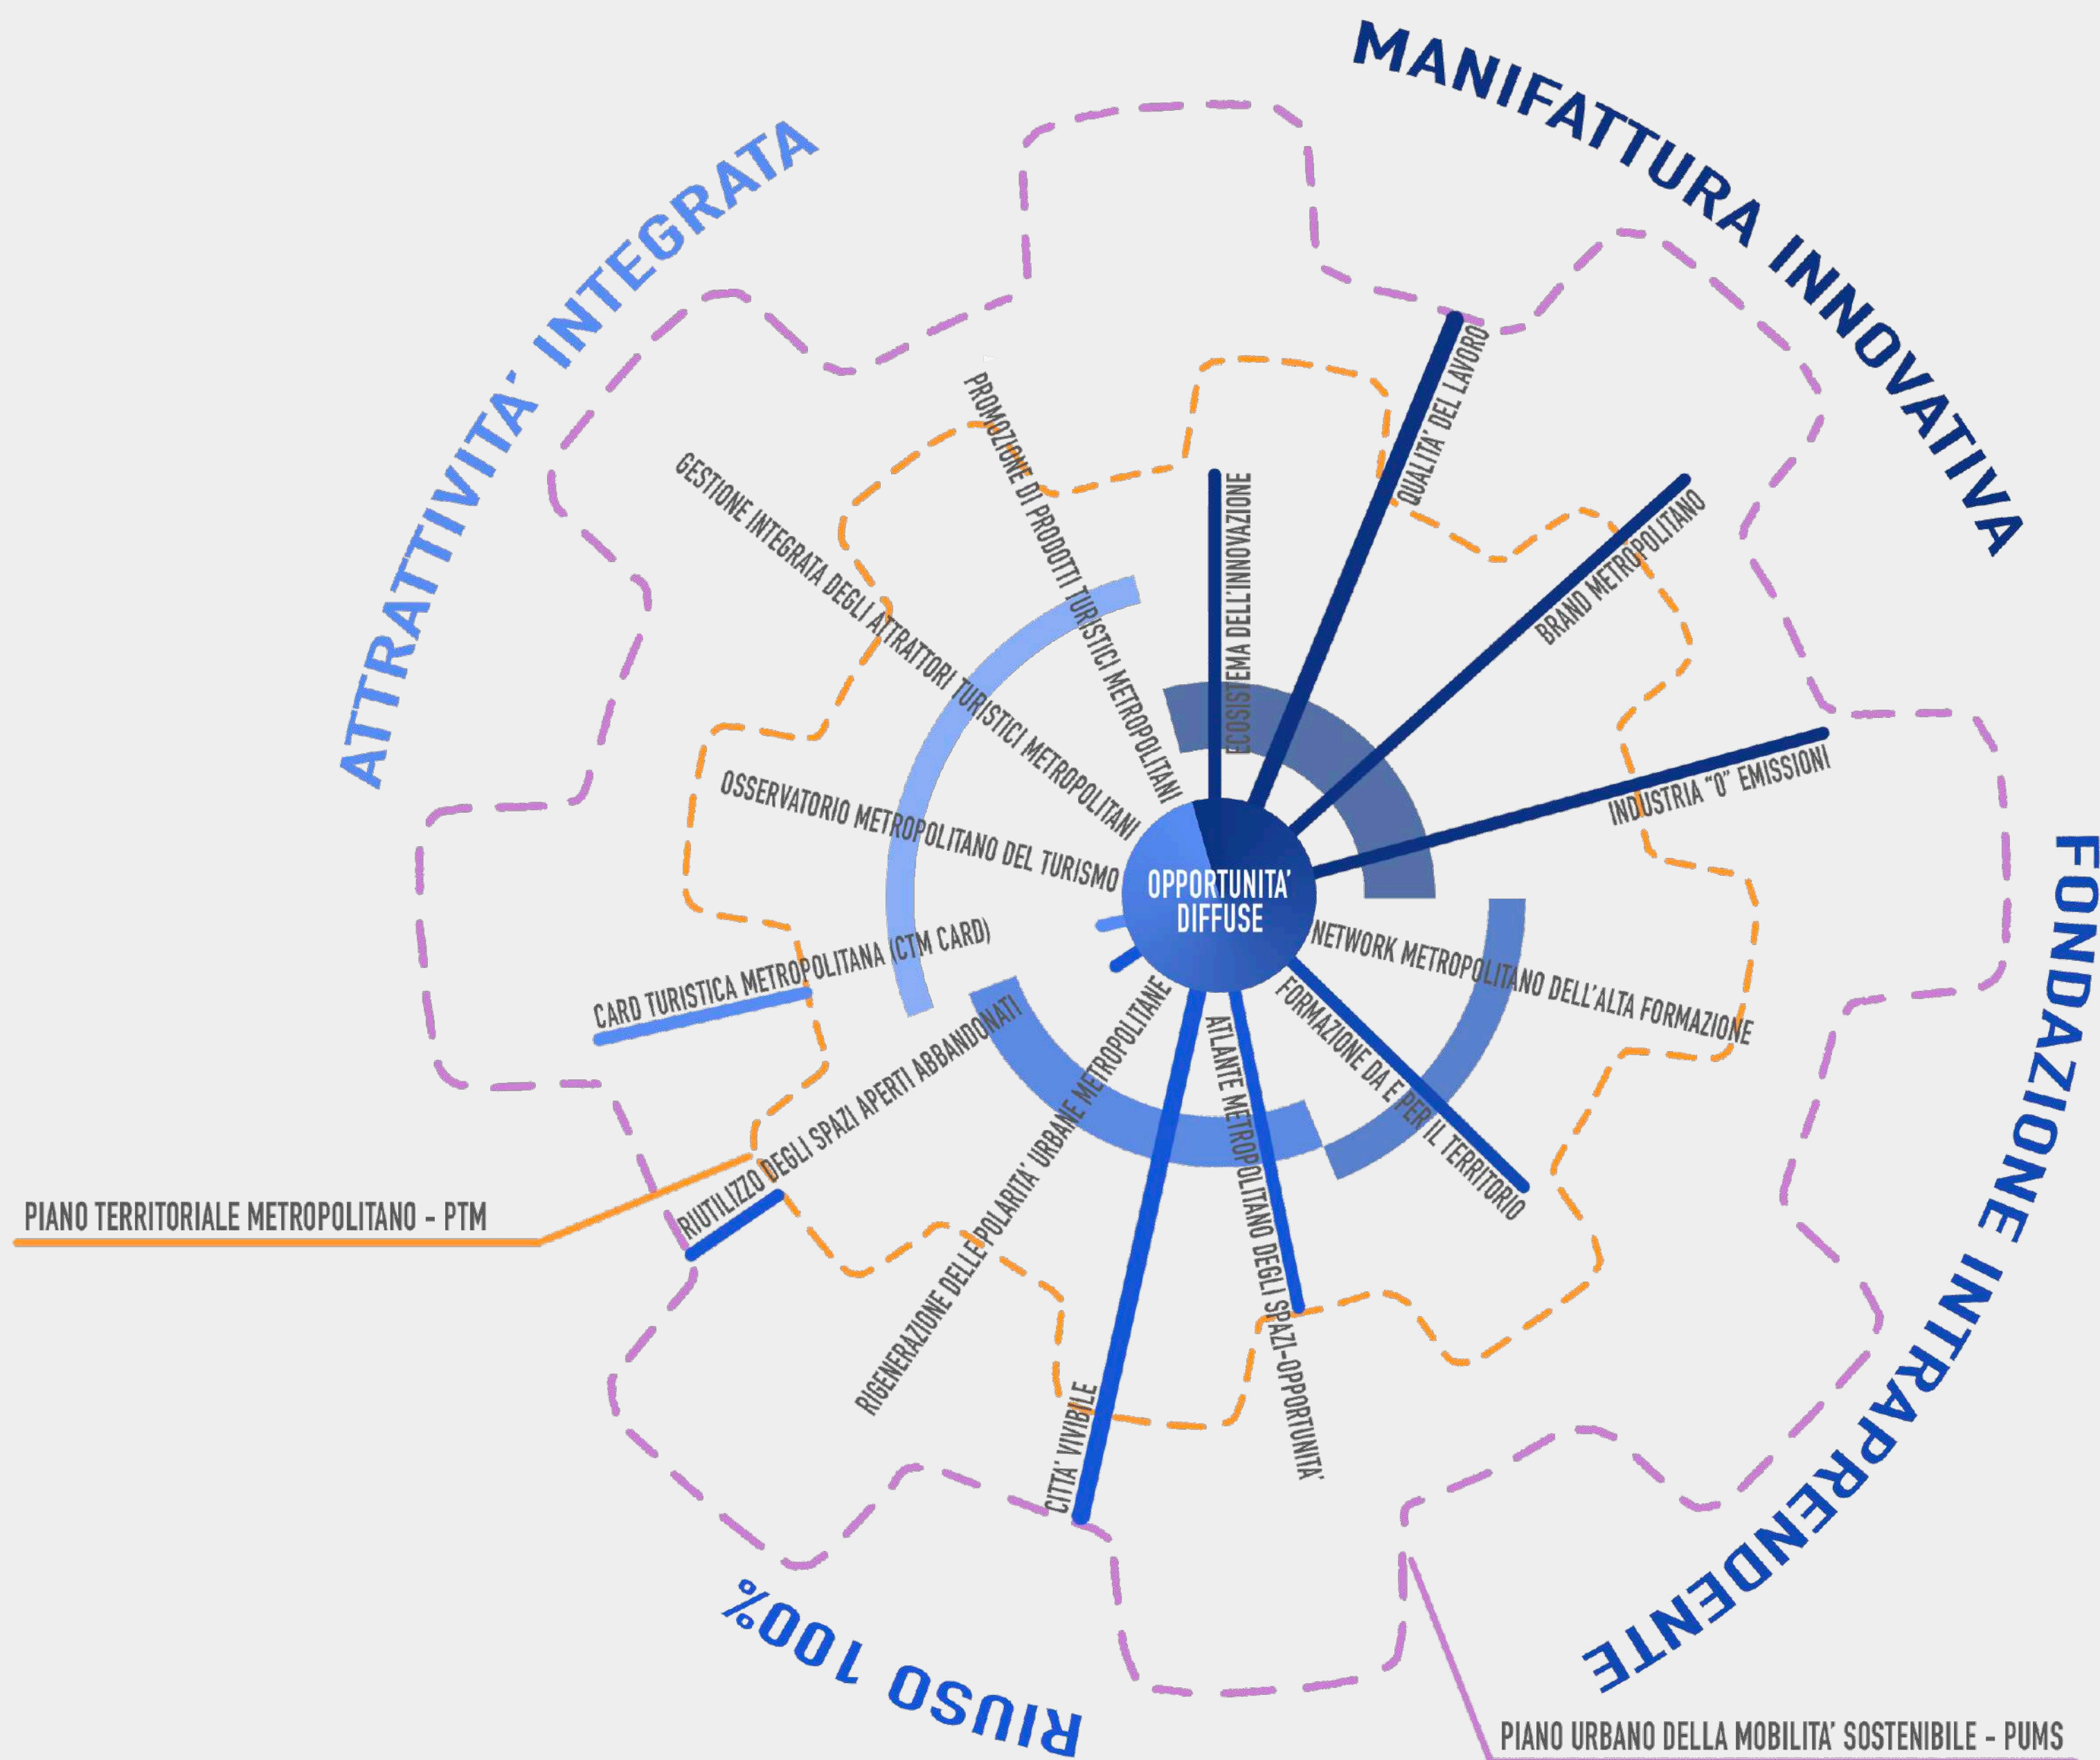 MANIFATTURA INNOVATIVA
ATTRATTIVITA' INTEGRATA
FONDAZIONE INTRAPRENDENTE
RIUSO 100%
OPPORTUNITA'
DIFFUSE
ECOSISTEMA DELL'INNOVAZIONE
QUALITA' DEL LAVORO
BRAND METROPOLITANO
INDUSTRIA "0" EMISSIONI
NETWORK METROPOLITANO DELL'ALTA FORMAZIONE
FORMAZIONE DA E PER IL TERRITORIO
ATLANTE METROPOLITANO DEGLI SPAZI-OPPORTUNITA'
CITTA' VIVIBILE
RIGENERAZIONE DELLE POLARITA' URBANE METROPOLITANE
RIUTILIZZO DEGLI SPAZI APERTI ABBANDONATI
CARD TURISTICA METROPOLITANA (CTM CARD)
OSSERVATORIO METROPOLITANO DEL TURISMO
GESTIONE INTEGRATA DEGLI ATTRATTORI TURISTICI METROPOLITANI
PROMOZIONE DI PRODOTTI TURISTICI METROPOLITANI
PIANO TERRITORIALE METROPOLITANO - PTM
PIANO URBANO DELLA MOBILITA' SOSTENIBILE - PUMS